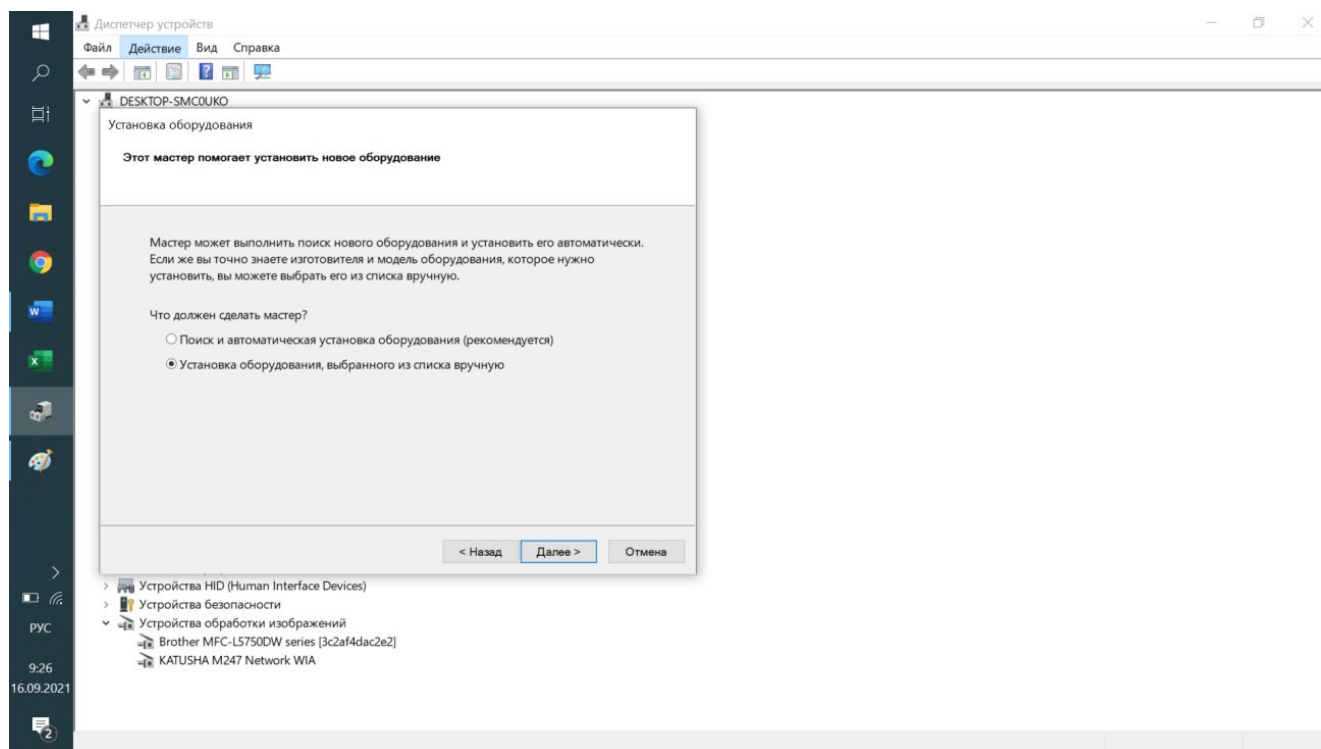 Диспетчер устройств
Файл Действие Вид Справка
DESKTOP-SMC0UKO
Установка оборудования
Этот мастер помогает установить новое оборудование
Мастер может выполнить поиск нового оборудования и установить его автоматически.
Если же вы точно знаете изготовителя и модель оборудования, которое нужно
установить, вы можете выбрать его из списка вручную.
Что должен сделать мастер?
Поиск и автоматическая установка оборудования (рекомендуется)
Установка оборудования, выбранного из списка вручную
< Назад Далее > Отмена
Устройства HID (Human Interface Devices)
Устройства безопасности
Устройства обработки изображений
Brother MFC-L5750DW series [3c2af4dac2e2]
KATUSHA M247 Network WIA
РУС
9:26
16.09.2021
2